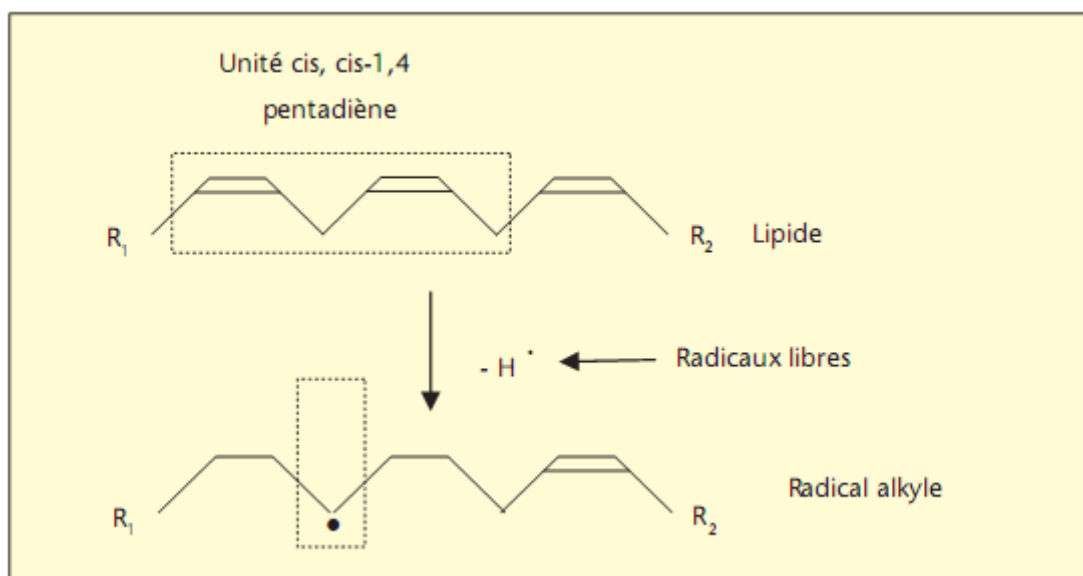 Unité cis, cis-1,4
pentadiène
R₁ R₂ Lipide
- H˙ Radicaux libres
R₁ R₂ Radical alkyle